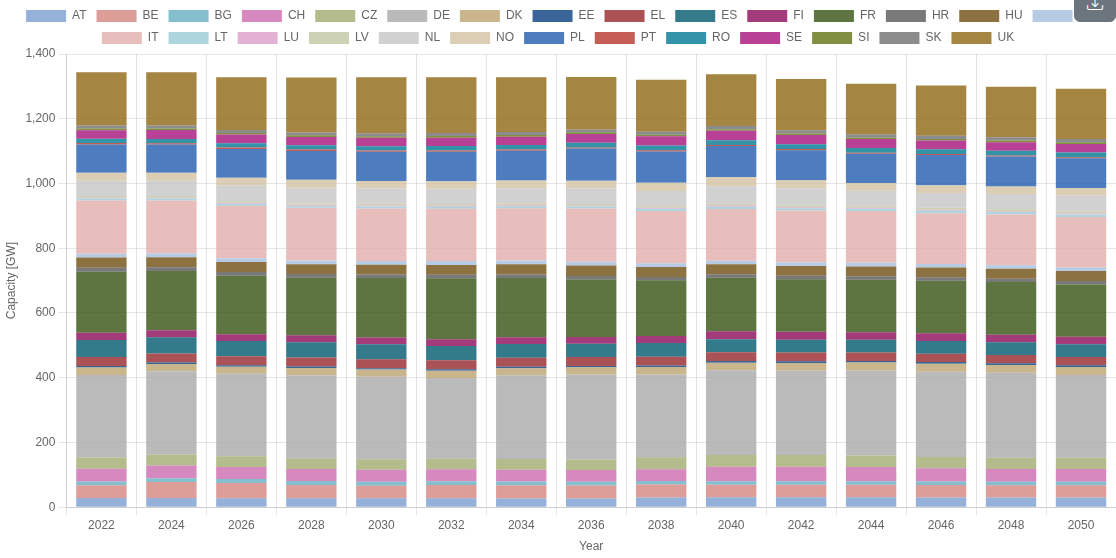 AT BE BG CH CZ DE DK EE EL ES FI FR HR HU
IT LT LU LV NL NO PL PT RO SE SI SK UK
1,400
1,200
1,000
800
600
400
200
0
Capacity [GW]
2022 2024 2026 2028 2030 2032 2034 2036 2038 2040 2042 2044 2046 2048 2050
Year